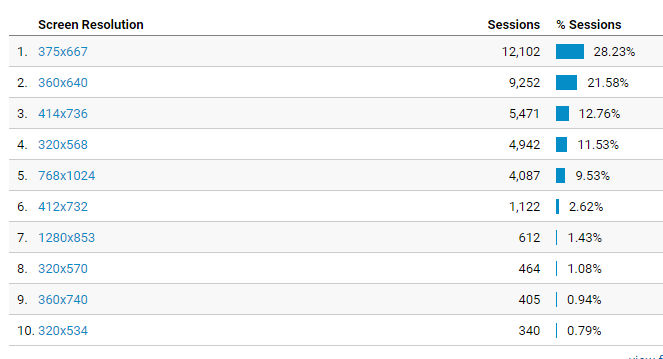 Screen Resolution Sessions % Sessions
1. 375x667 12,102 28.23%
2. 360x640 9,252 21.58%
3. 414x736 5,471 12.76%
4. 320x568 4,942 11.53%
5. 768x1024 4,087 9.53%
6. 412x732 1,122 2.62%
7. 1280x853 612 1.43%
8. 320x570 464 1.08%
9. 360x740 405 0.94%
10. 320x534 340 0.79%